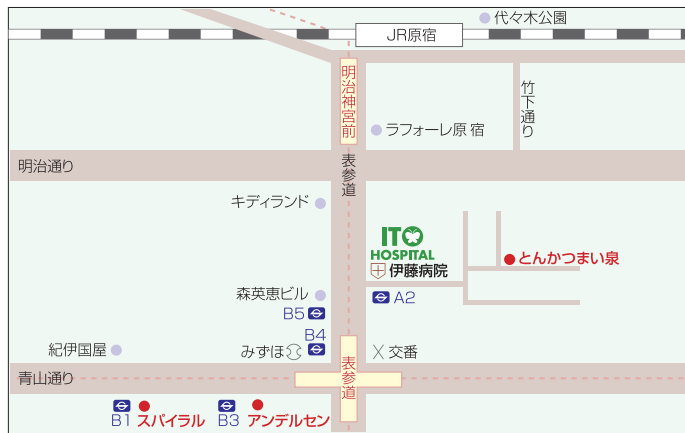 代々木公園
JR原宿
明治神宮前
竹下通り
ラフォーレ原宿
明治通り
表参道
キディランド
ITO
HOSPITAL
伊藤病院
とんかつまい泉
森英恵ビル
A2
B5
B4
紀伊国屋
みずほ
交番
表参道
青山通り
B1
スパイラル
B3
アンデルセン